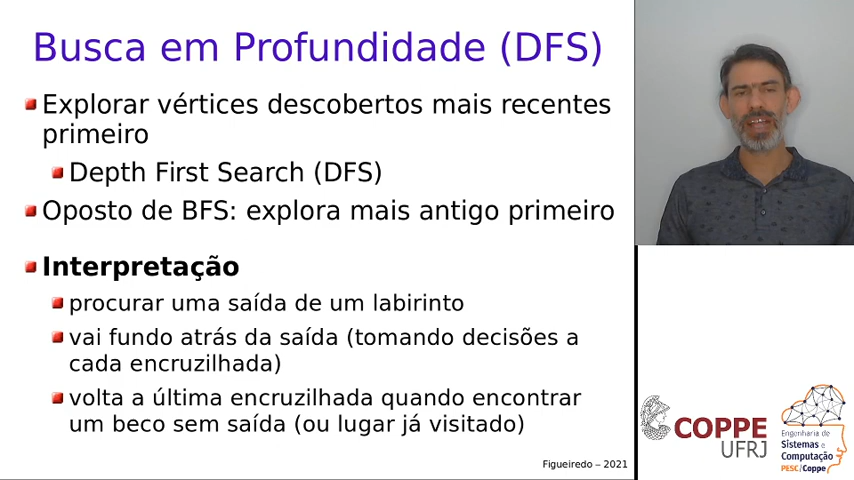 Busca em Profundidade (DFS)
Explorar vértices descobertos mais recentes
primeiro
Depth First Search (DFS)
Oposto de BFS: explora mais antigo primeiro
Interpretação
procurar uma saída de um labirinto
vai fundo atrás da saída (tomando decisões a
cada encruzilhada)
volta a última encruzilhada quando encontrar
um beco sem saída (ou lugar já visitado)
Figueiredo – 2021
COPPE
UFRJ
Engenharia de
Sistemas e
Computação
PESC/Coppe